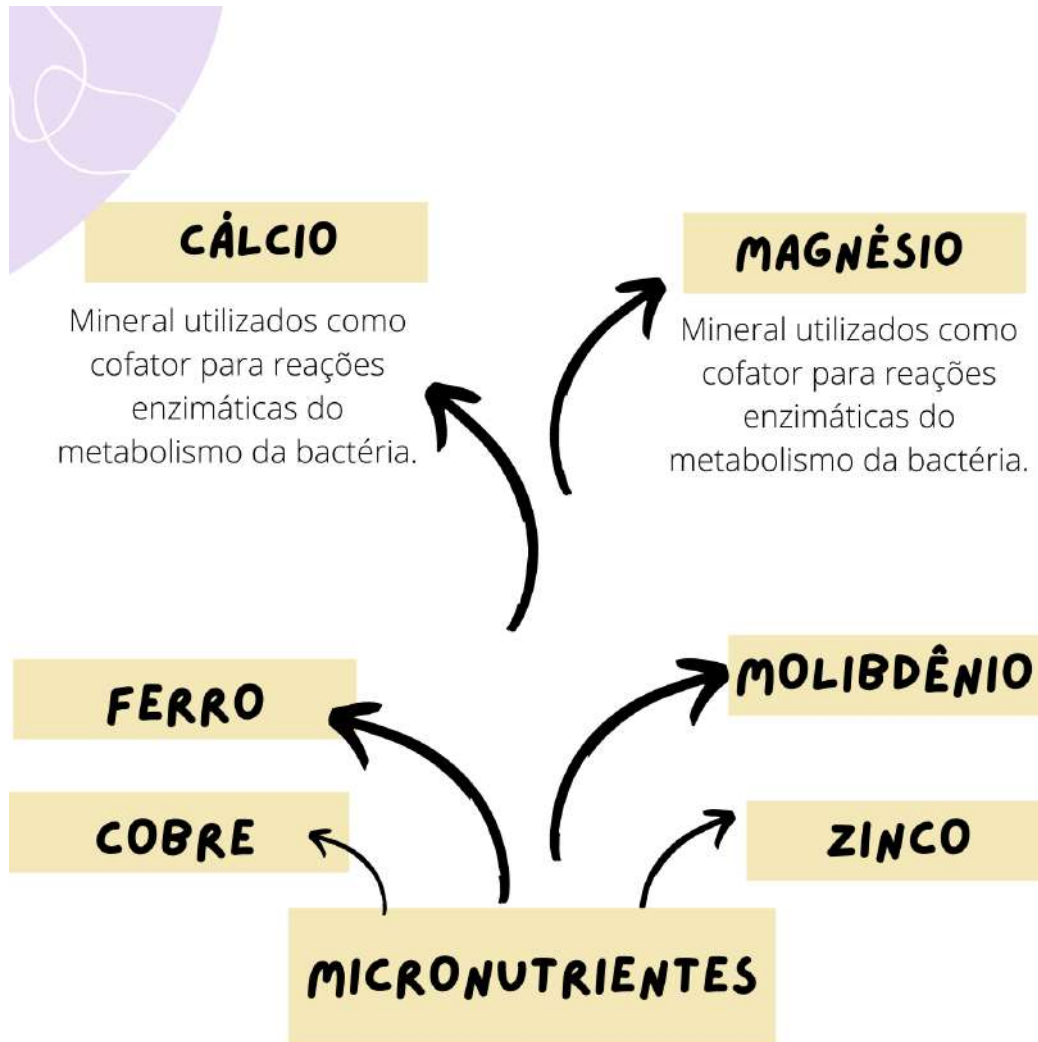 CÁLCIO
Mineral utilizados como
cofator para reações
enzimáticas do
metabolismo da bactéria.
MAGNÉSIO
Mineral utilizados como
cofator para reações
enzimáticas do
metabolismo da bactéria.
FERRO
MOLIBDÊNIO
COBRE
ZINCO
MICRONUTRIENTES